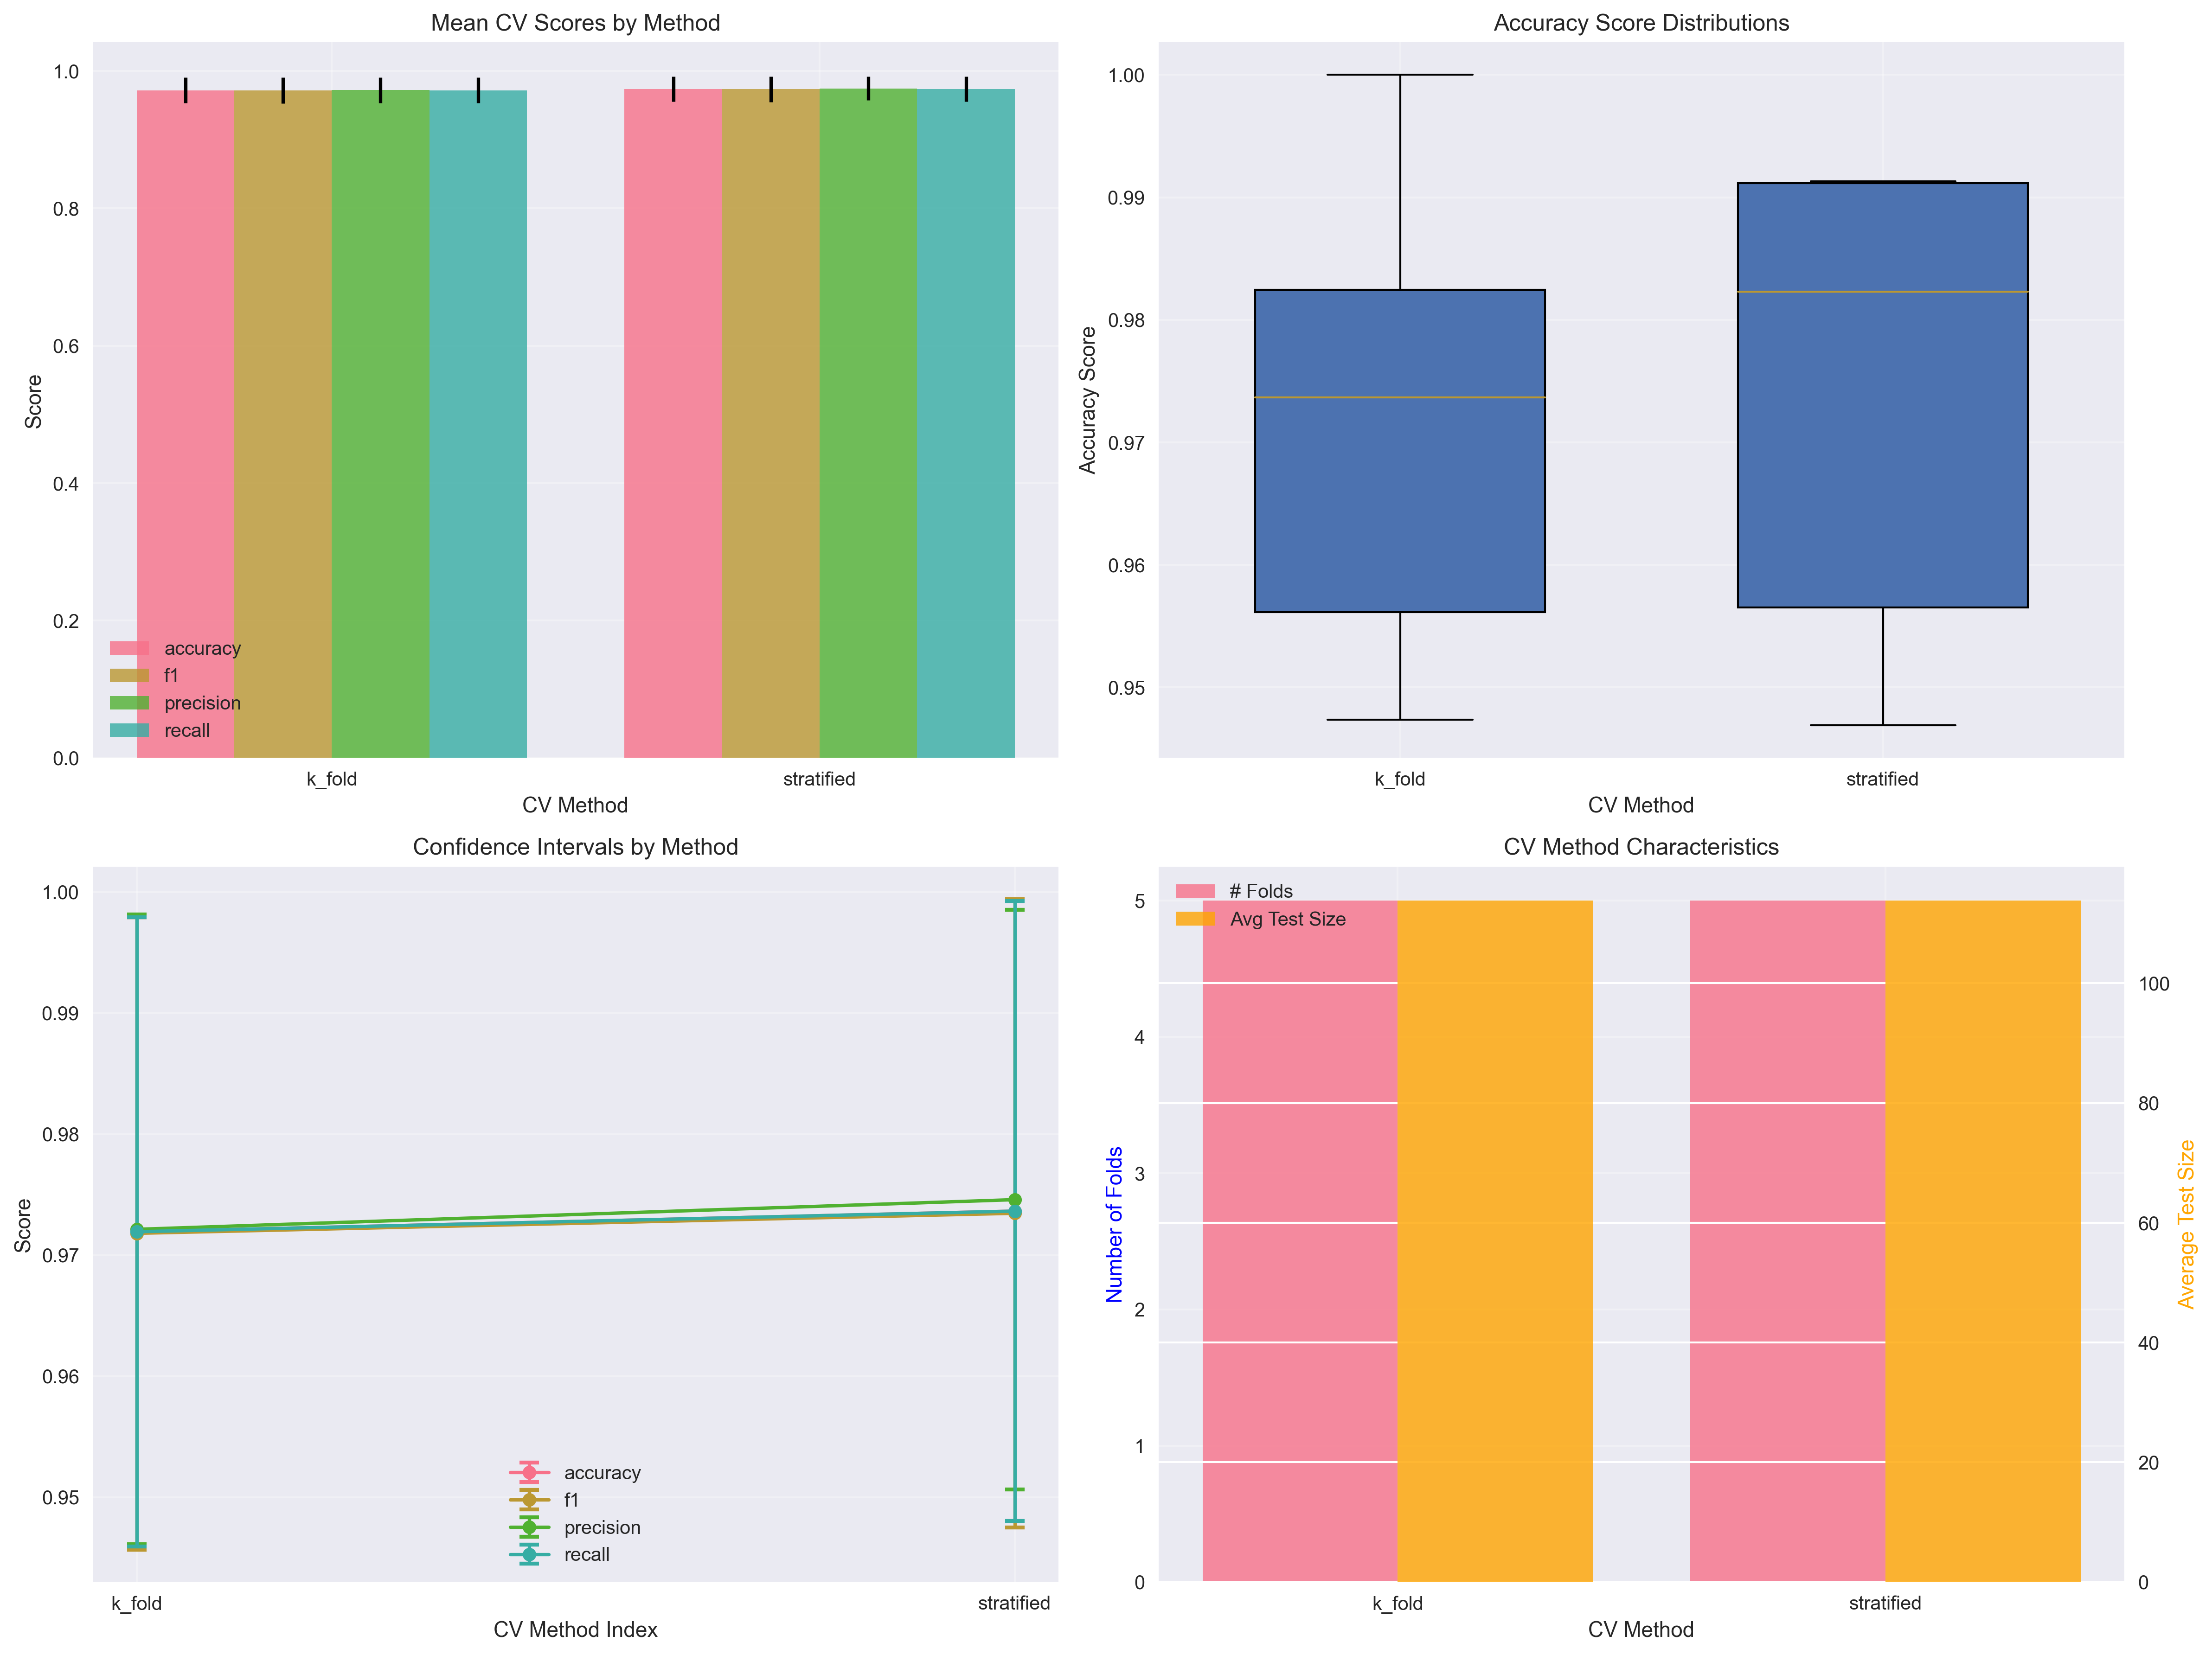 Mean CV Scores by Method
1.0
0.8
0.6
0.4
0.2
0.0
Score
accuracy
f1
precision
recall
k_fold
stratified
CV Method
Accuracy Score Distributions
1.00
0.99
0.98
0.97
0.96
0.95
Accuracy Score
k_fold
stratified
CV Method
Confidence Intervals by Method
1.00
0.99
0.98
0.97
0.96
0.95
Score
accuracy
f1
precision
recall
k_fold
stratified
CV Method Index
CV Method Characteristics
# Folds
Avg Test Size
5
4
3
2
1
0
Number of Folds
100
80
60
40
20
0
Average Test Size
k_fold
stratified
CV Method